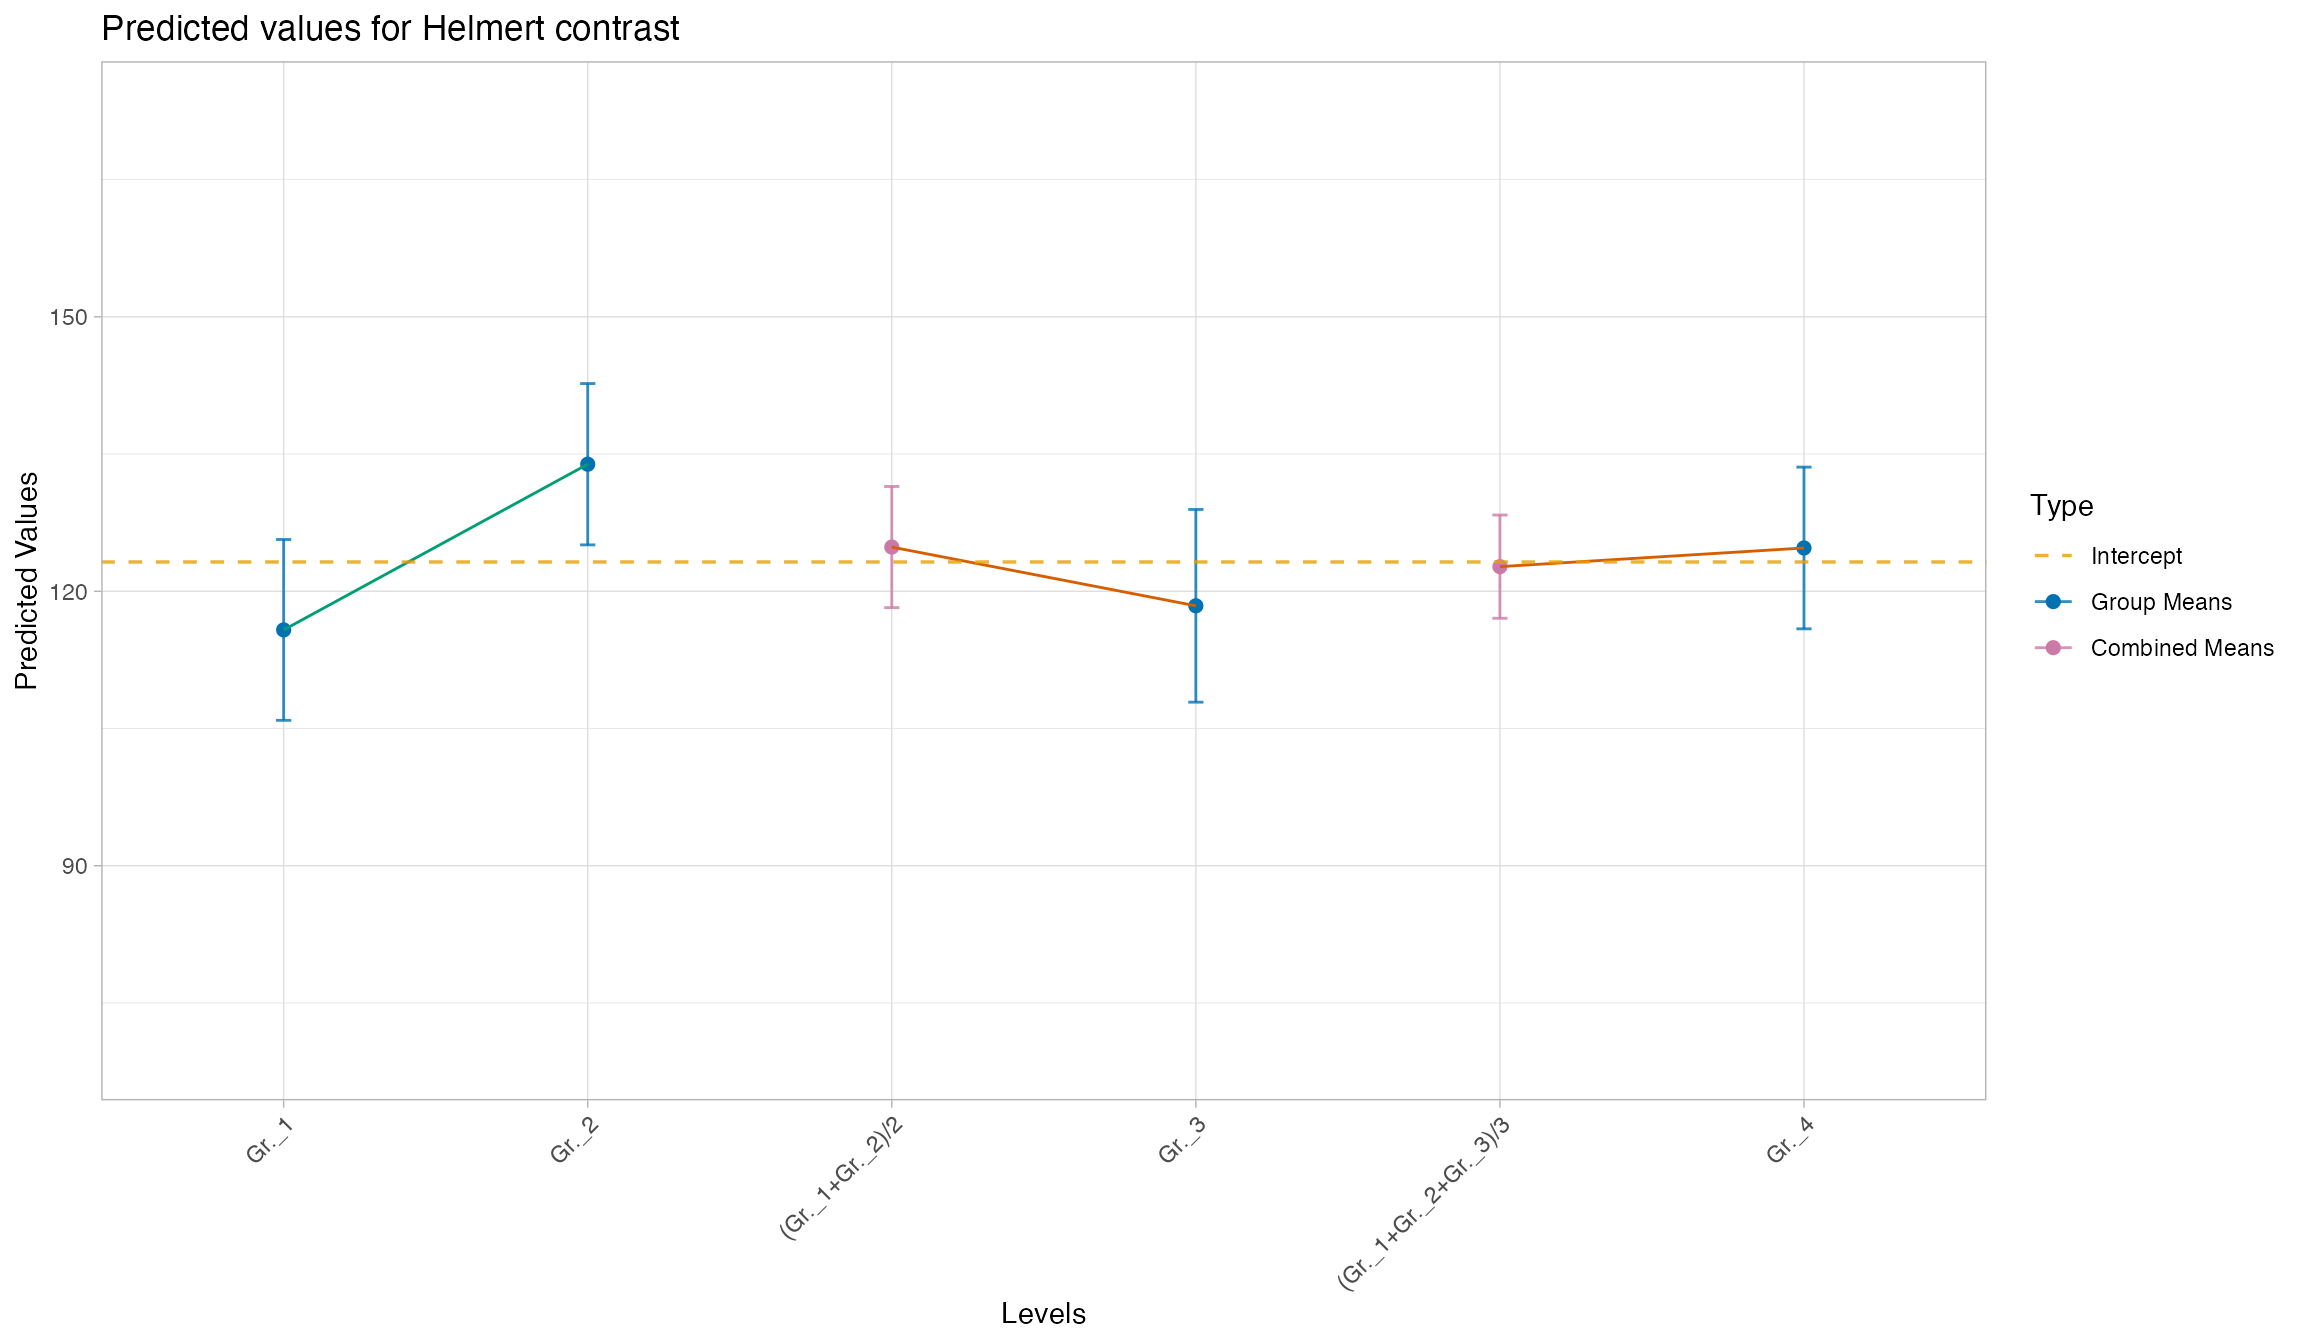 Predicted values for Helmert contrast
Predicted Values
150
120
90
Gr._1
Gr._2
(Gr._1+Gr._2)/2
Gr._3
(Gr._1+Gr._2+Gr._3)/3
Gr._4
Levels
Type
Intercept
Group Means
Combined Means